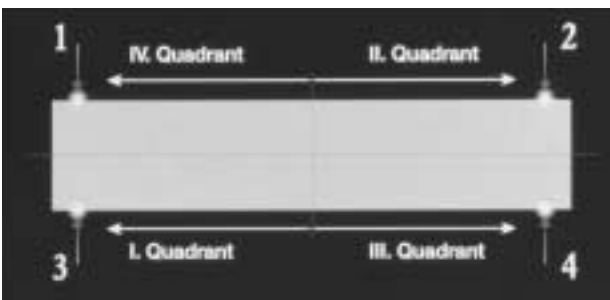 1 2
IV. Quadrant II. Quadrant
I. Quadrant III. Quadrant
3 4